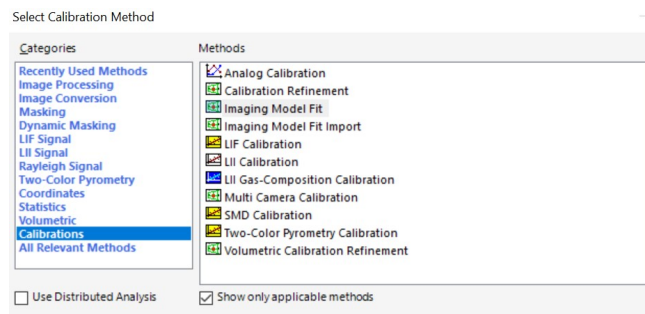 Select Calibration Method
Categories
Methods
Recently Used Methods
Image Processing
Image Conversion
Masking
Dynamic Masking
LIF Signal
LII Signal
Rayleigh Signal
Two-Color Pyrometry
Coordinates
Statistics
Volumetric
Calibrations
All Relevant Methods
Analog Calibration
Calibration Refinement
Imaging Model Fit
Imaging Model Fit Import
LIF Calibration
LII Calibration
LII Gas-Composition Calibration
Multi Camera Calibration
SMD Calibration
Two-Color Pyrometry Calibration
Volumetric Calibration Refinement
Use Distributed Analysis
Show only applicable methods